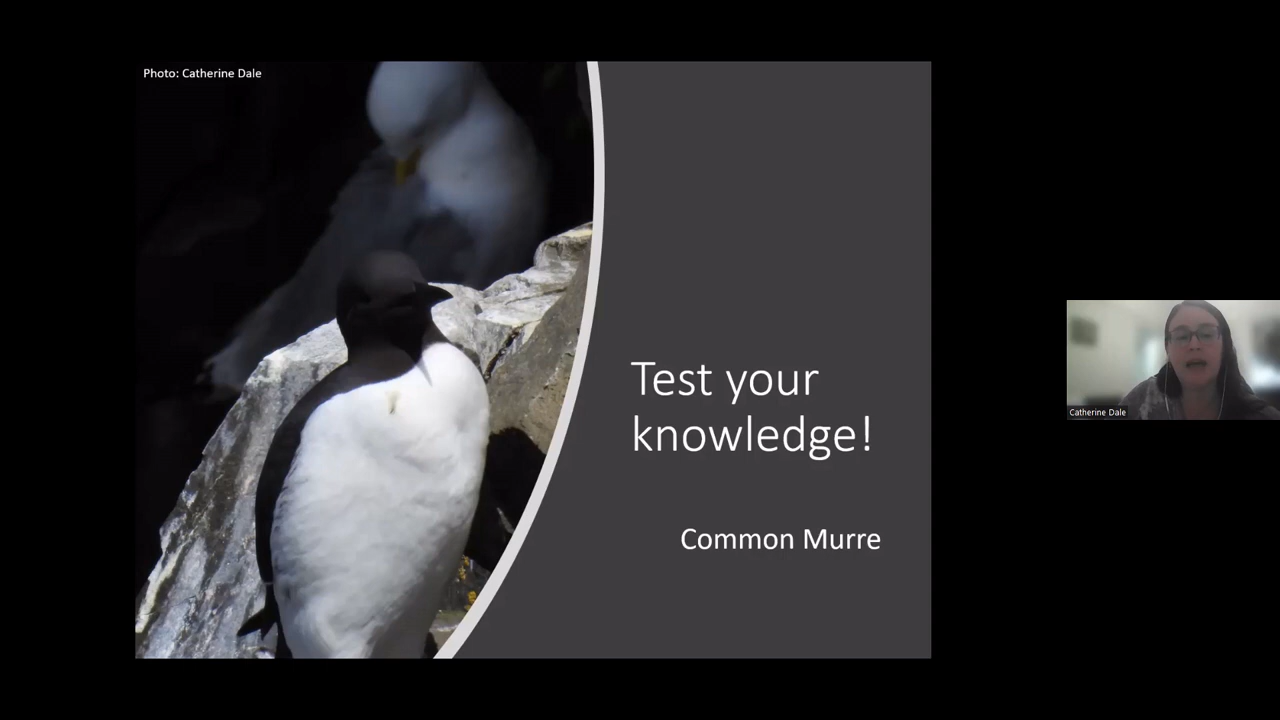 Photo: Catherine Dale
Test your
knowledge!
Common Murre
Catherine Dale